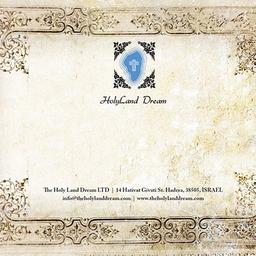 HolyLand Dream
The Holy Land Dream LTD | 14 Hativat Givati St. Hadera, 38505, ISRAEL
info@theholylanddream.com | www.theholylanddream.com